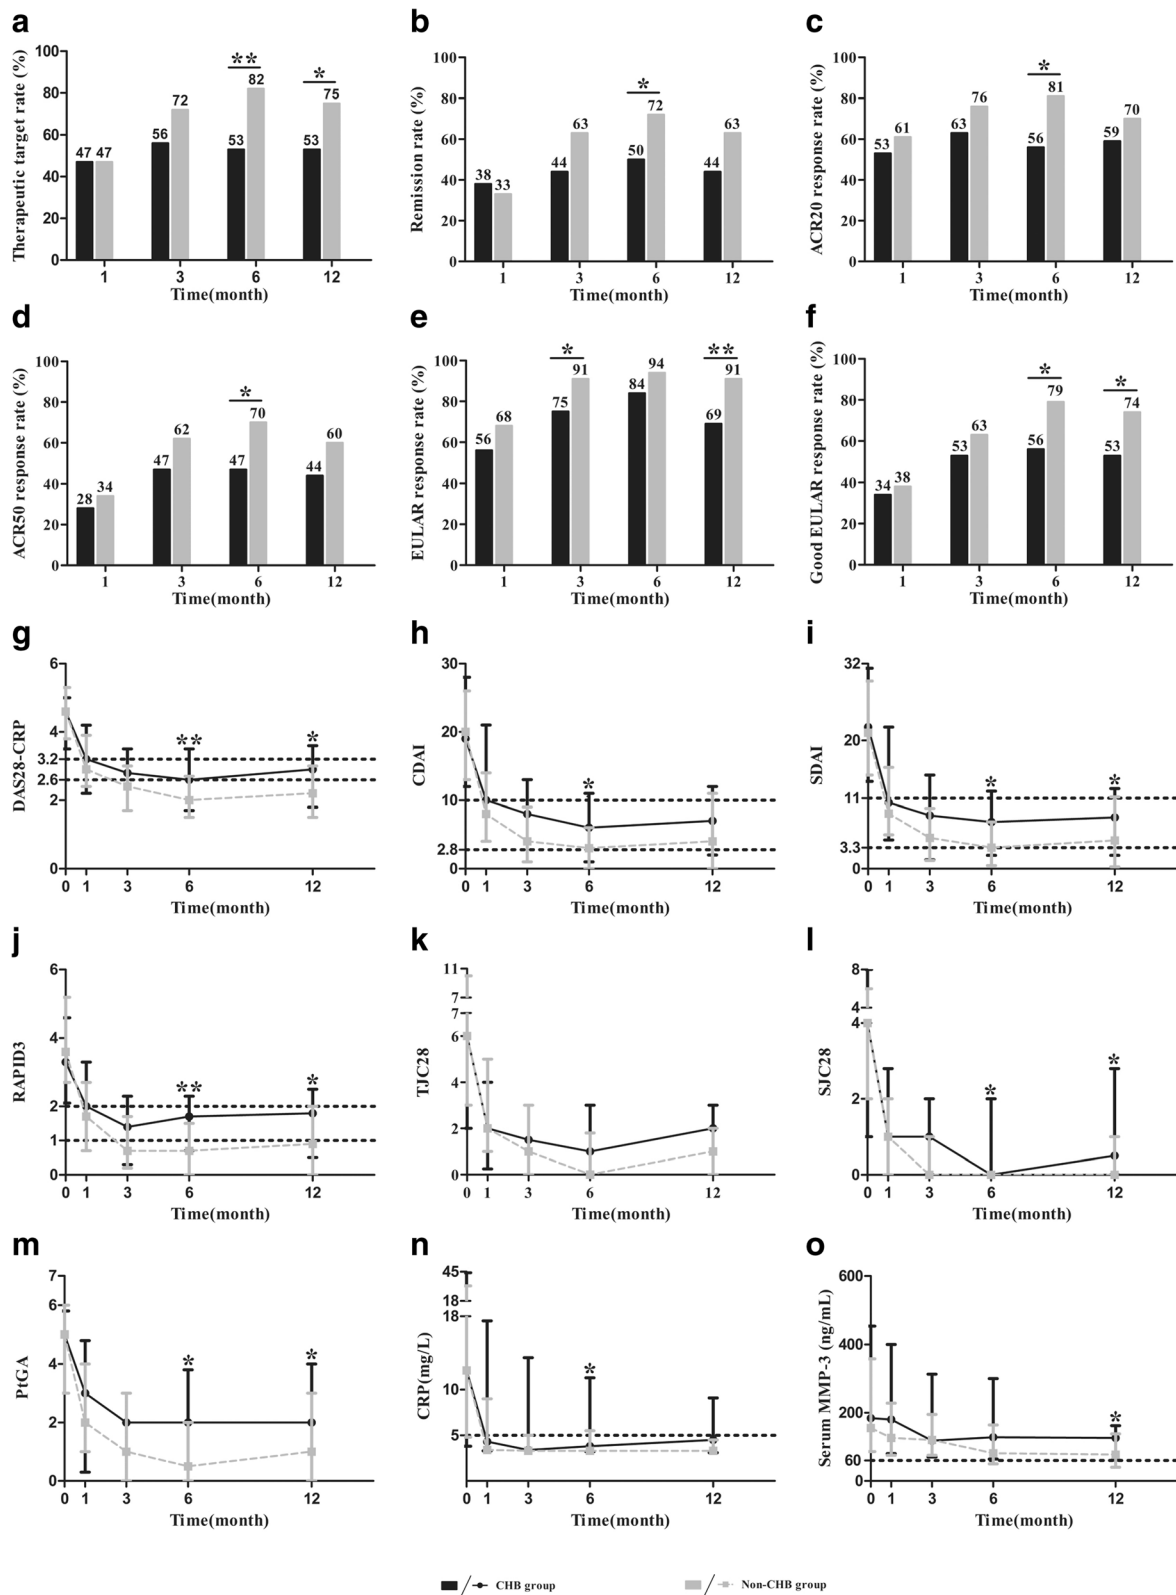 a
Therapeutic target rate (%)
100
80
60
40
20
0
47 47
56
72
**
53
82
*
53
75
1 3 6 12
Time(month)
b
Remission rate (%)
100
80
60
40
20
0
38
33
44
63
*
50
72
44
63
1 3 6 12
Time(month)
c
ACR20 response rate (%)
100
80
60
40
20
0
53
61
63
76
*
56
81
59
70
1 3 6 12
Time(month)
d
ACR50 response rate (%)
100
80
60
40
20
0
28
34
47
62
*
47
70
44
60
1 3 6 12
Time(month)
e
EULAR response rate (%)
100
80
60
40
20
0
56
68
*
75
91
84
94
**
69
91
1 3 6 12
Time(month)
f
Good EULAR response rate (%)
100
80
60
40
20
0
34
38
53
63
*
56
79
*
53
74
1 3 6 12
Time(month)
g
DAS28-CRP
6
4
3.2
2.6
2
0
**
*
0 1 3 6 12
Time(month)
h
CDAI
30
20
10
2.8
0
*
0 1 3 6 12
Time(month)
i
SDAI
32
20
11
3.3
0
*
*
0 1 3 6 12
Time(month)
j
RAPID3
6
4
2
1
0
**
*
0 1 3 6 12
Time(month)
k
TJC28
11
7
7
6
4
2
0
0 1 3 6 12
Time(month)
l
SJC28
8
4
4
2
0
*
*
0 1 3 6 12
Time(month)
m
PtGA
7
6
4
2
0
*
*
0 1 3 6 12
Time(month)
n
CRP(mg/L)
45
18
18
10
5
0
*
0 1 3 6 12
Time(month)
o
Serum MMP-3 (ng/mL)
600
400
200
60
0
*
0 1 3 6 12
Time(month)
/ CHB group
/ Non-CHB group